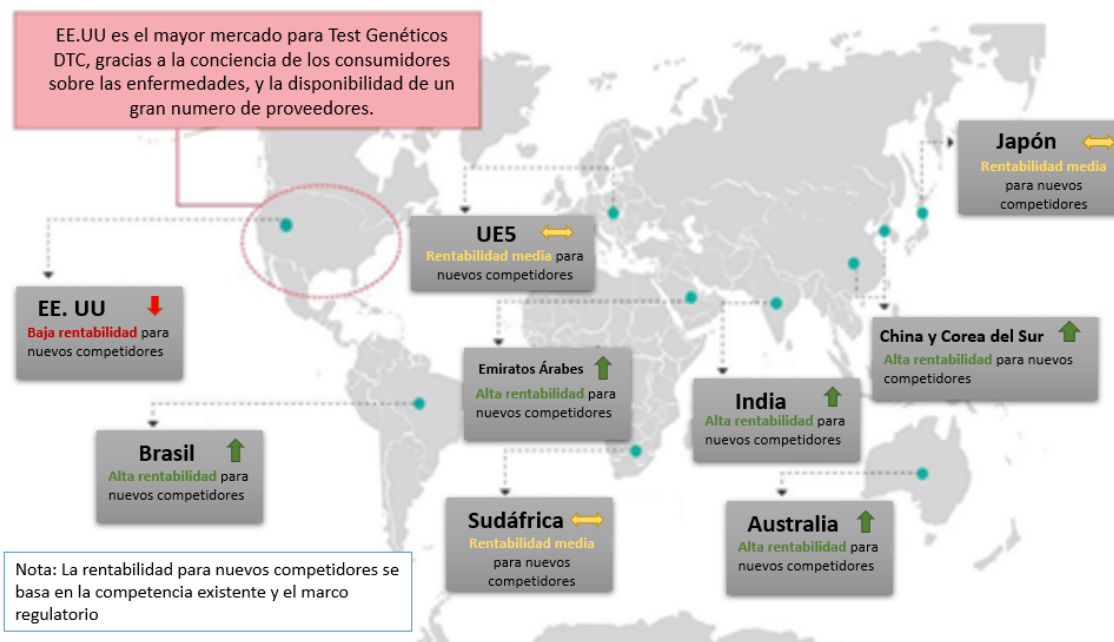 EE.UU es el mayor mercado para Test Genéticos
DTC, gracias a la conciencia de los consumidores
sobre las enfermedades, y la disponibilidad de un
gran numero de proveedores.
Japón
Rentabilidad media
para nuevos
competidores
UE5
Rentabilidad media para
nuevos competidores
EE. UU
Baja rentabilidad para
nuevos competidores
China y Corea del Sur
Alta rentabilidad para nuevos
competidores
Emiratos Árabes
Alta rentabilidad para
nuevos competidores
India
Alta rentabilidad para
nuevos competidores
Brasil
Alta rentabilidad para
nuevos competidores
Sudáfrica
Rentabilidad media
para nuevos
competidores
Australia
Alta rentabilidad para
nuevos competidores
Nota: La rentabilidad para nuevos competidores se
basa en la competencia existente y el marco
regulatorio